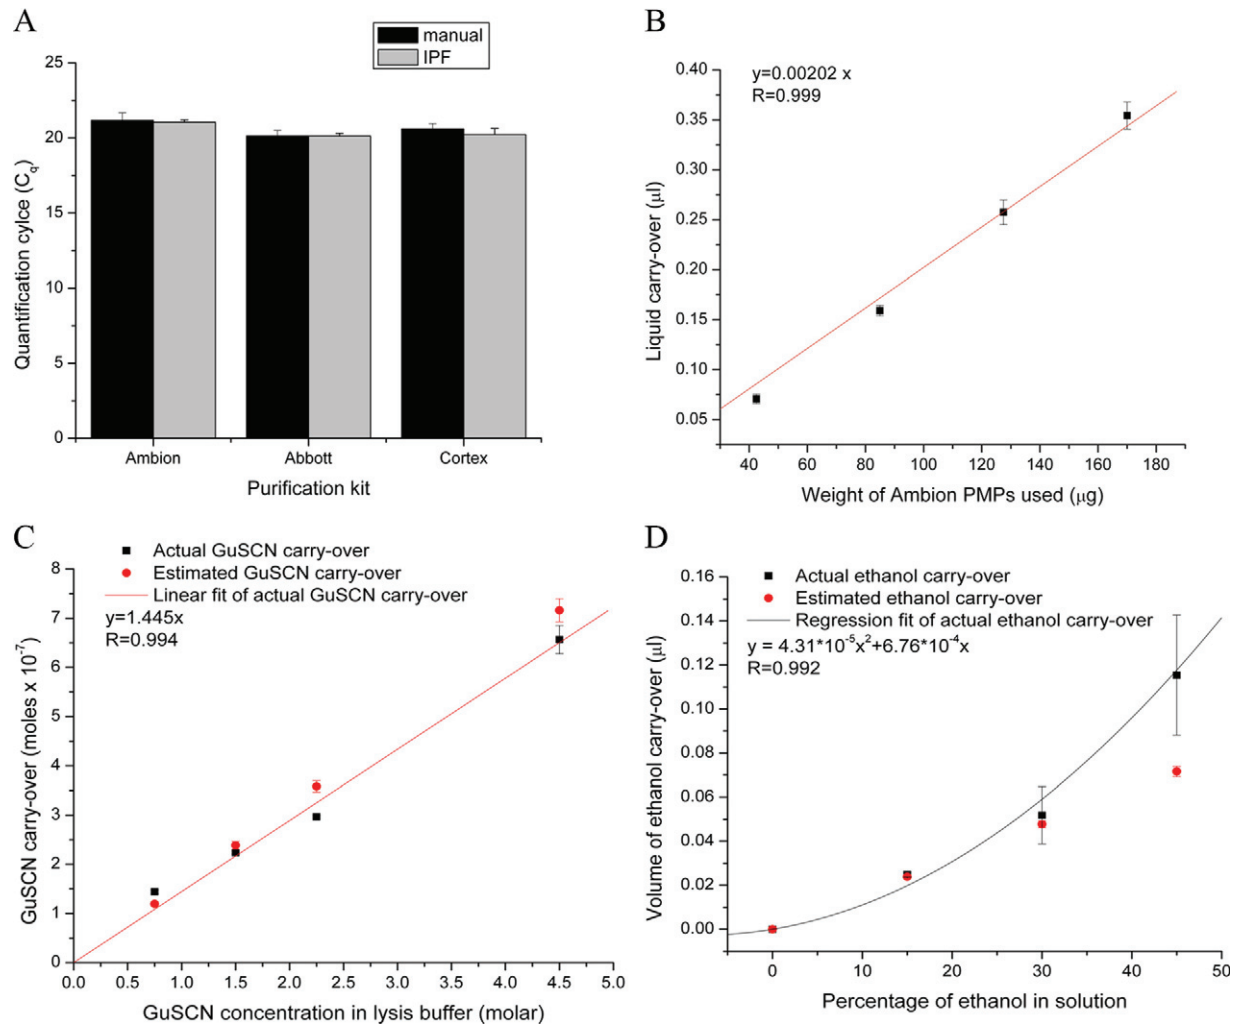 A
manual
IPF
25
20
15
10
5
0
Quantification cylce (Cq)
Ambion
Abbott
Cortex
Purification kit
B
y=0.00202 x
R=0.999
0.40
0.35
0.30
0.25
0.20
0.15
0.10
0.05
Liquid carry-over (μl)
40 60 80 100 120 140 160 180
Weight of Ambion PMPs used (μg)
C
Actual GuSCN carry-over
Estimated GuSCN carry-over
Linear fit of actual GuSCN carry-over
y=1.445x
R=0.994
8
7
6
5
4
3
2
1
0
GuSCN carry-over (moles x 10⁻⁷)
0.0 0.5 1.0 1.5 2.0 2.5 3.0 3.5 4.0 4.5 5.0
GuSCN concentration in lysis buffer (molar)
D
Actual ethanol carry-over
Estimated ethanol carry-over
Regression fit of actual ethanol carry-over
y = 4.31*10⁻⁵x²+6.76*10⁻⁴x
R=0.992
0.16
0.14
0.12
0.10
0.08
0.06
0.04
0.02
0.00
Volume of ethanol carry-over (μl)
0 10 20 30 40 50
Percentage of ethanol in solution